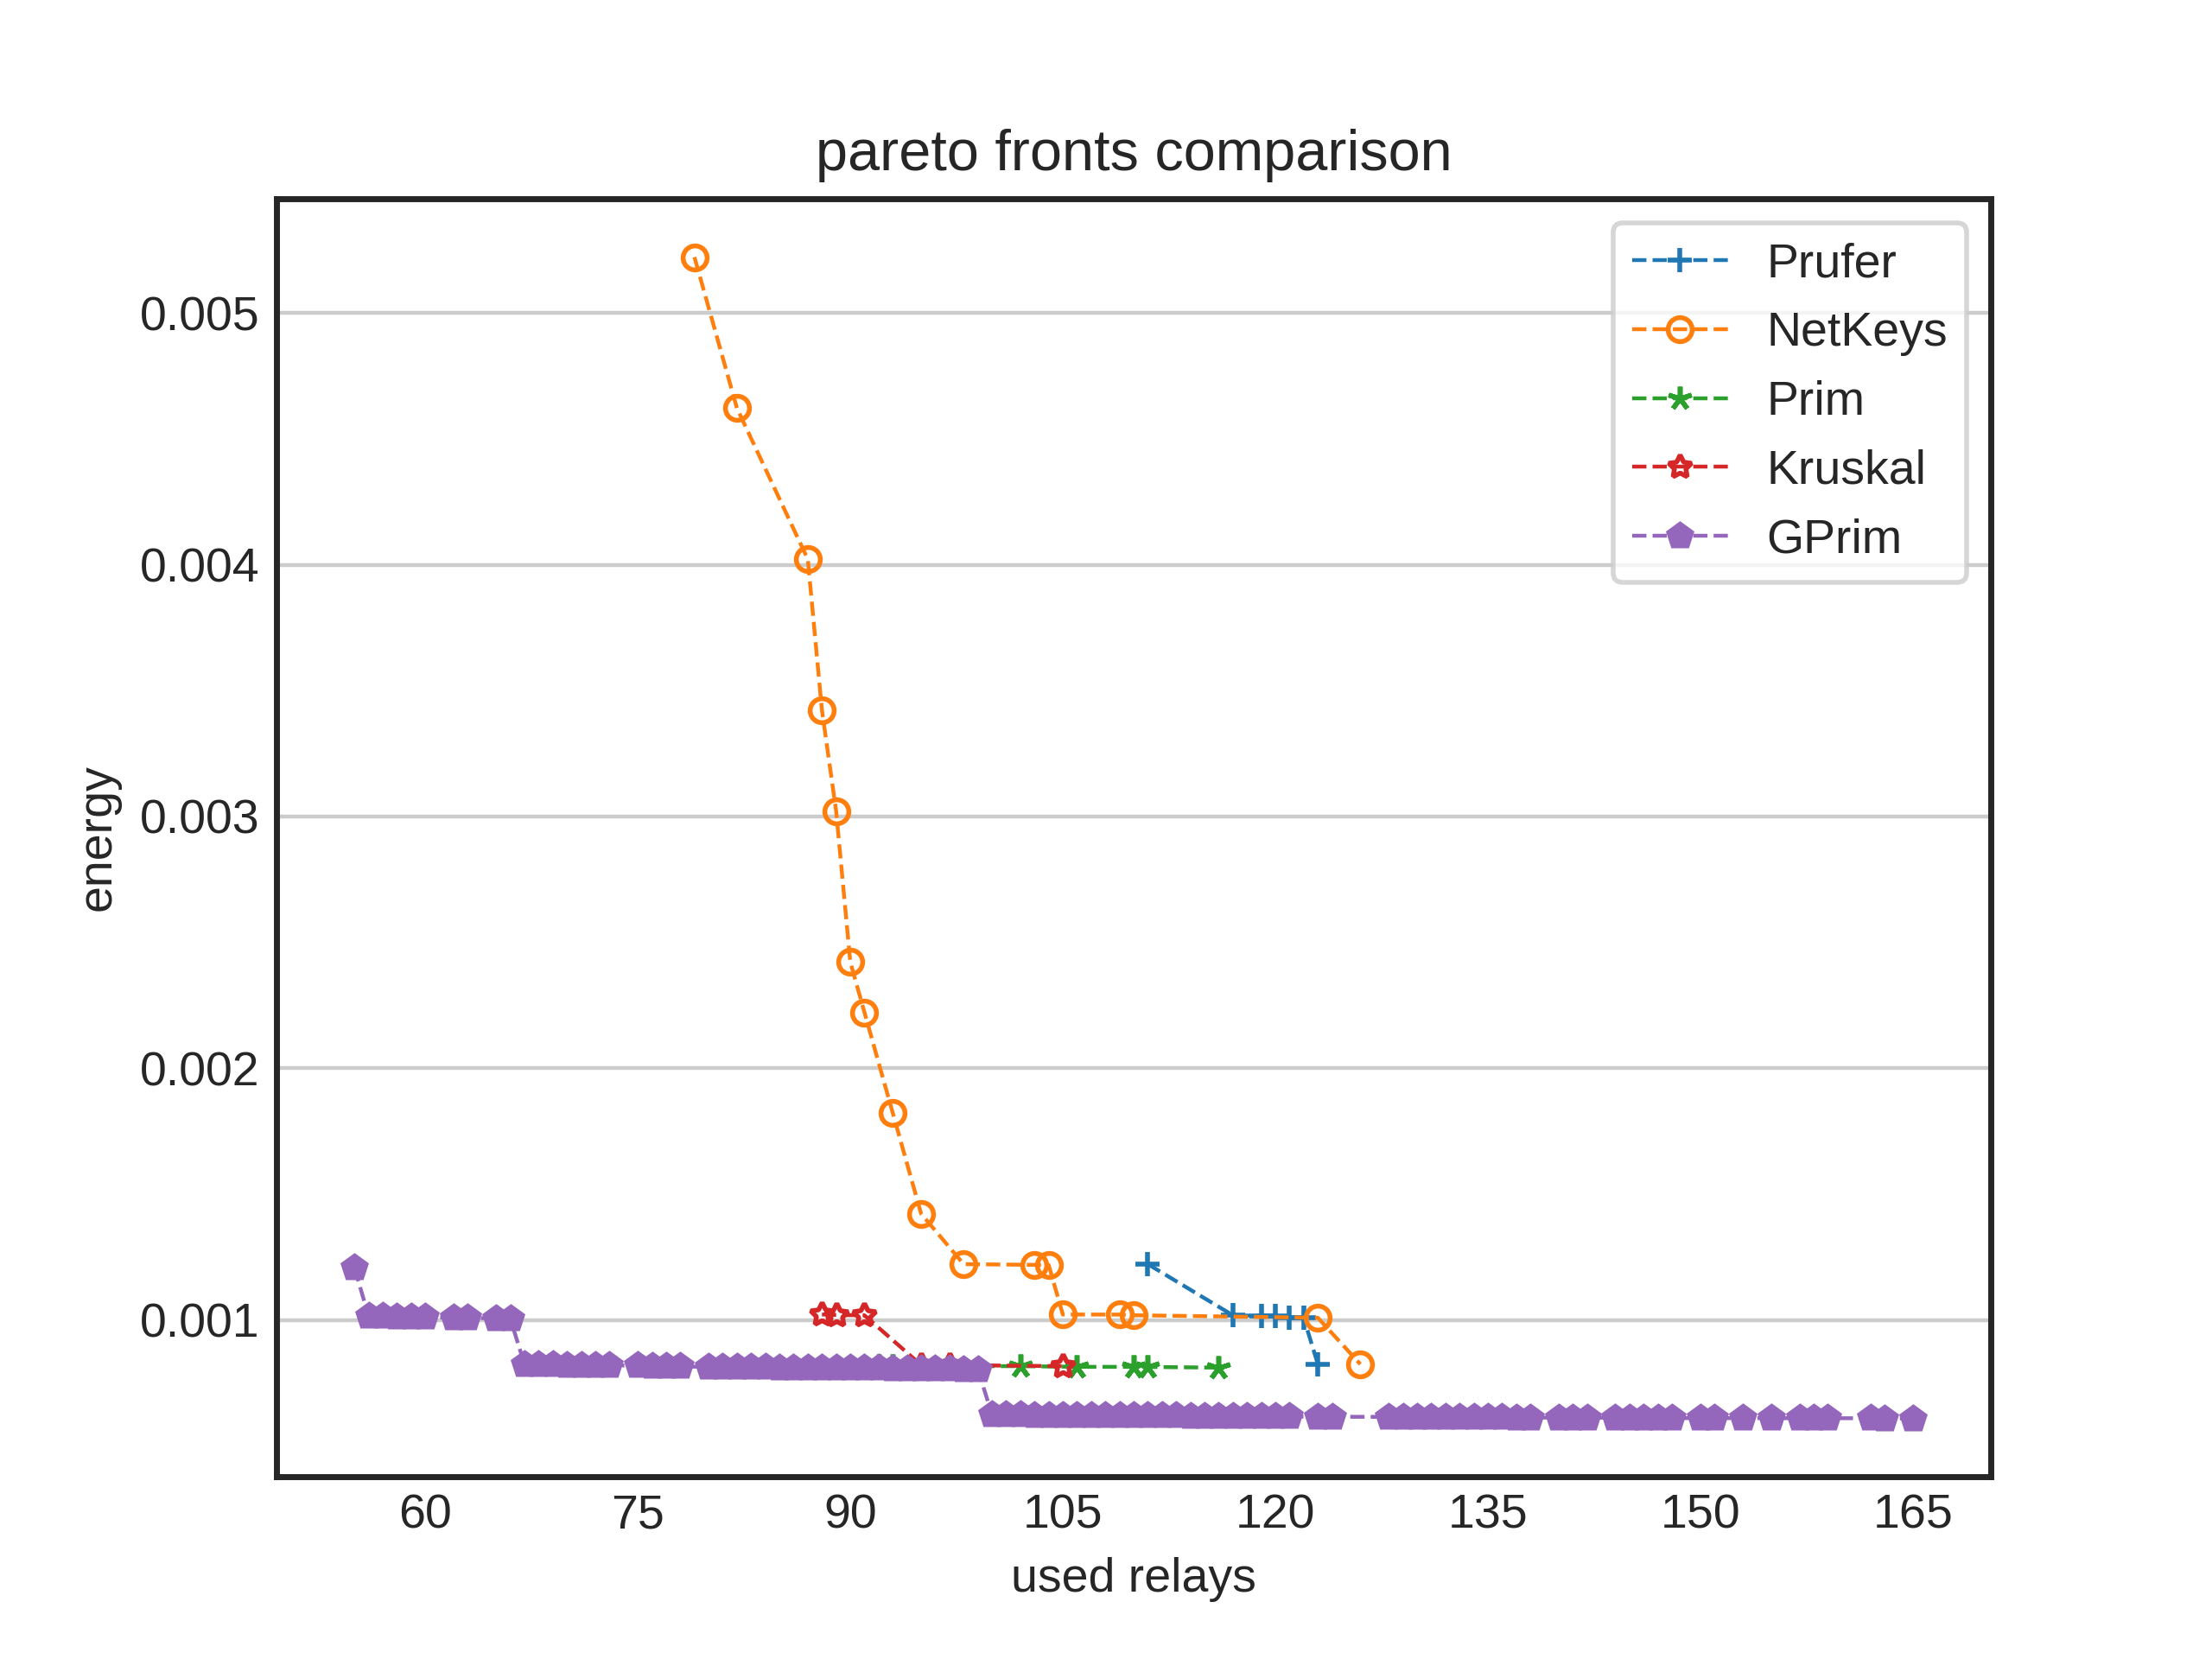 pareto fronts comparison
Prufer
NetKeys
Prim
Kruskal
GPrim
0.005
0.004
0.003
0.002
0.001
energy
60 75 90 105 120 135 150 165
used relays